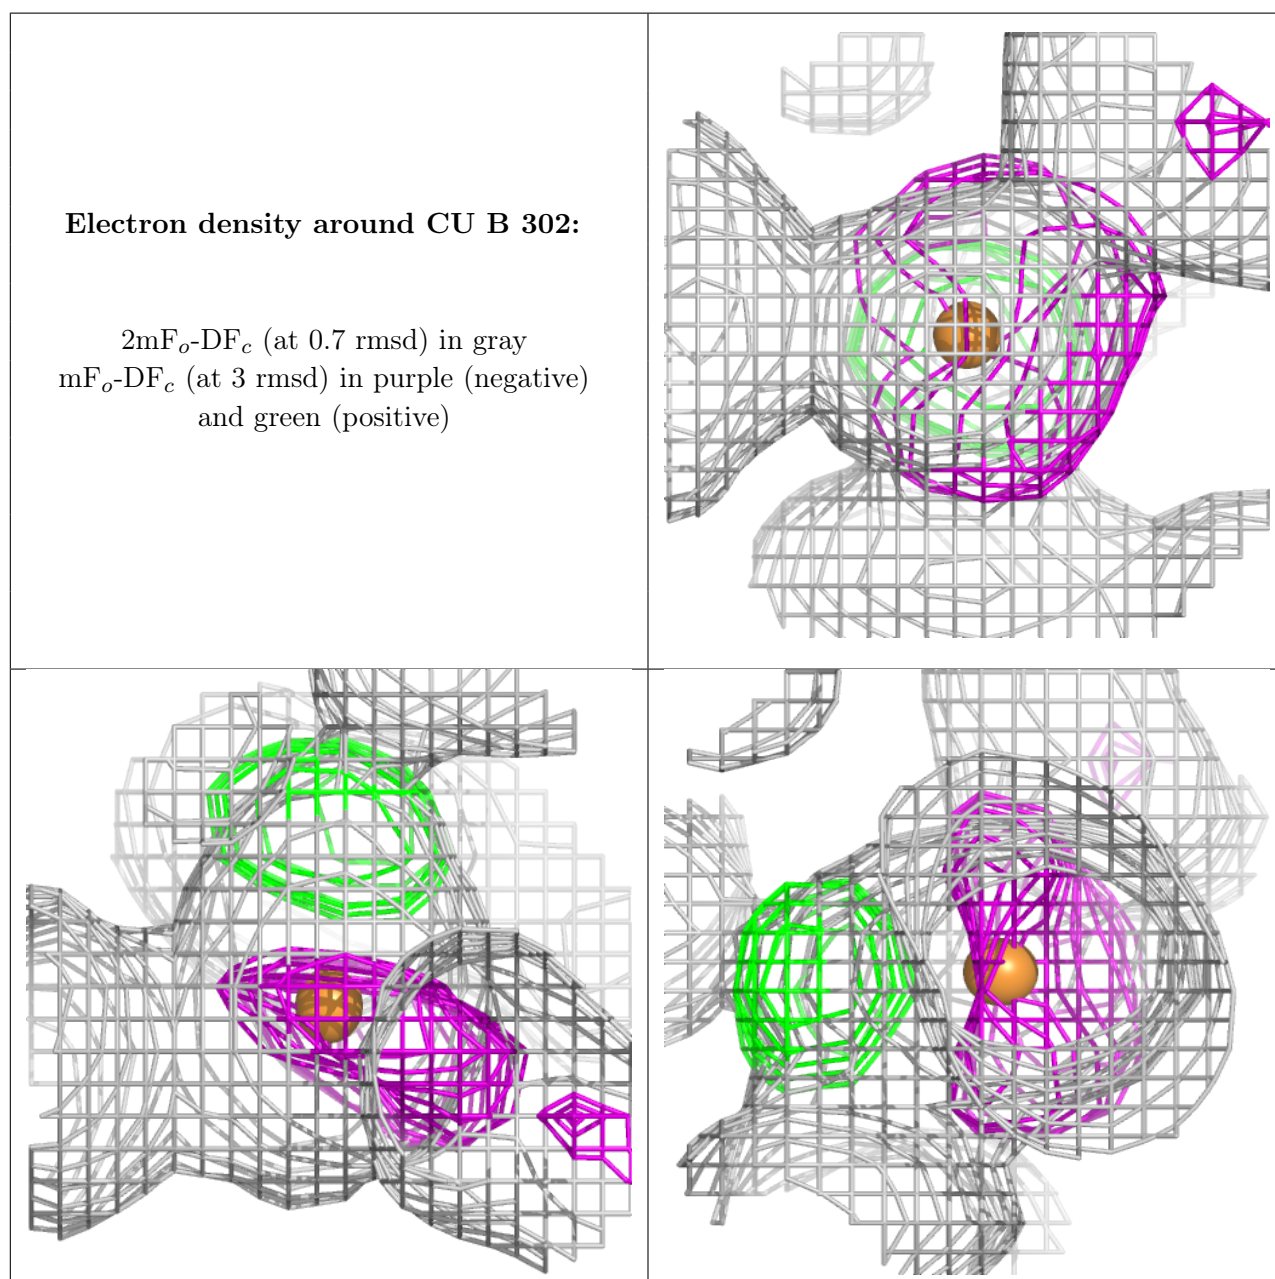 Electron density around CU B 302:
2mFo-DFc (at 0.7 rmsd) in gray
mFo-DFc (at 3 rmsd) in purple (negative)
and green (positive)